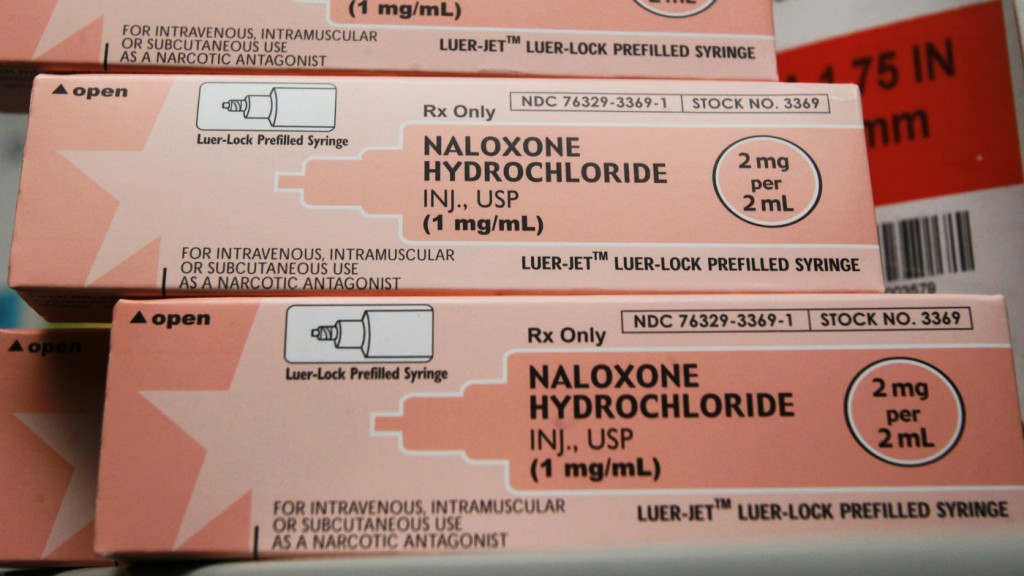 (1 mg/mL)
2 mL
FOR INTRAVENOUS, INTRAMUSCULAR
OR SUBCUTANEOUS USE
AS A NARCOTIC ANTAGONIST
LUER-JET™ LUER-LOCK PREFILLED SYRINGE
1.75 IN
mm
▲open
Luer-Lock Prefilled Syringe
Rx Only
NDC 76329-3369-1
STOCK NO. 3369
NALOXONE
HYDROCHLORIDE
INJ., USP
(1 mg/mL)
2 mg
per
2 mL
FOR INTRAVENOUS, INTRAMUSCULAR
OR SUBCUTANEOUS USE
AS A NARCOTIC ANTAGONIST
LUER-JET™ LUER-LOCK PREFILLED SYRINGE
▲open
▲open
Luer-Lock Prefilled Syringe
Rx Only
NDC 76329-3369-1
STOCK NO. 3369
NALOXONE
HYDROCHLORIDE
INJ., USP
(1 mg/mL)
2 mg
per
2 mL
FOR INTRAVENOUS, INTRAMUSCULAR
OR SUBCUTANEOUS USE
AS A NARCOTIC ANTAGONIST
LUER-JET™ LUER-LOCK PREFILLED SYRINGE